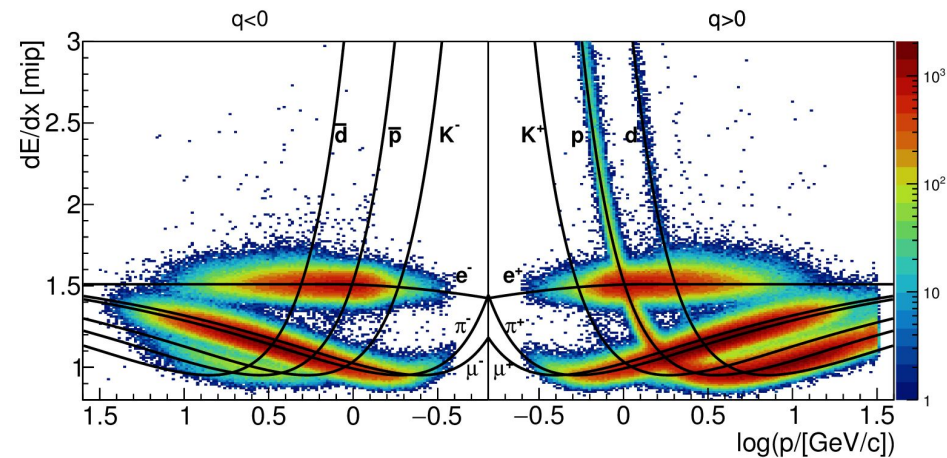 q<0 q>0
dE/dx [mip]
3
2.5
2
1.5
1
d̅ p̅ K⁻ K⁺ p d
e⁻ e⁺
π⁻ π⁺
μ⁻ μ⁺
10³
10²
10
1
1.5 1 0.5 0 −0.5 −0.5 0 0.5 1 1.5
log(p/[GeV/c])